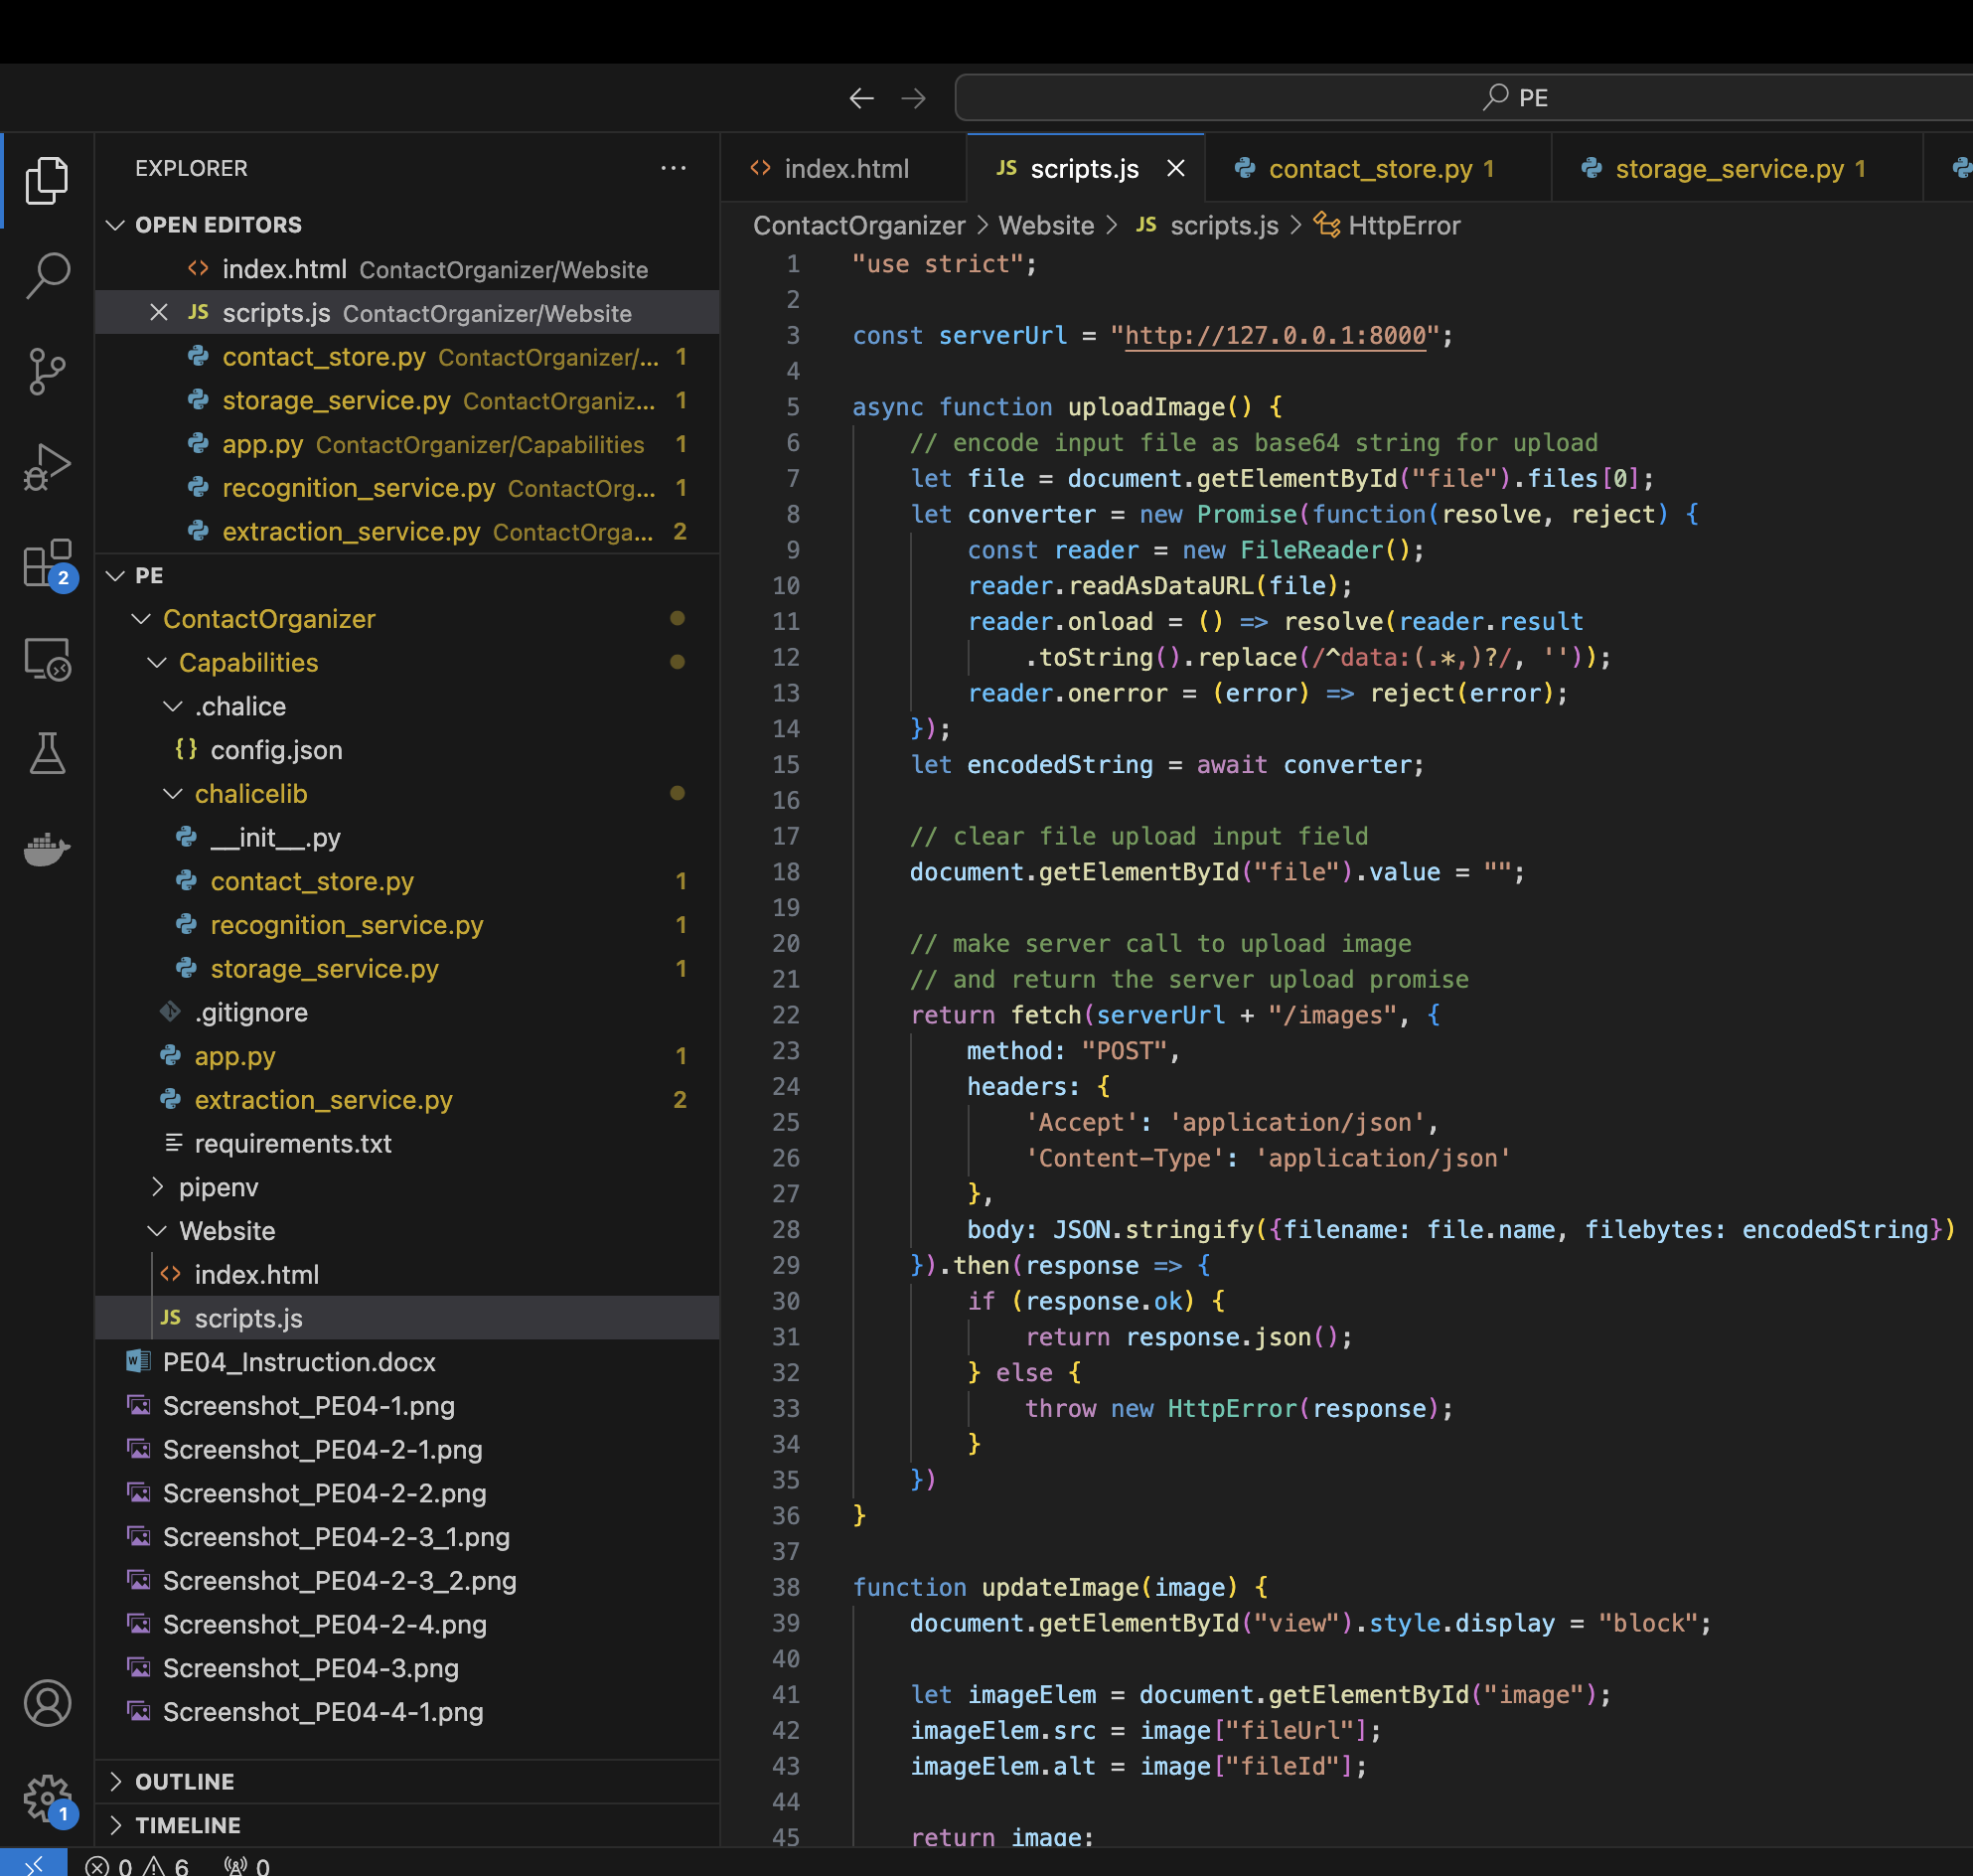 PE
EXPLORER
OPEN EDITORS
index.html ContactOrganizer/Website
JS scripts.js ContactOrganizer/Website
contact_store.py ContactOrganizer/... 1
storage_service.py ContactOrganiz... 1
app.py ContactOrganizer/Capabilities 1
recognition_service.py ContactOrg... 1
extraction_service.py ContactOrga... 2
PE
ContactOrganizer
Capabilities
.chalice
{} config.json
chalicelib
__init__.py
contact_store.py 1
recognition_service.py 1
storage_service.py 1
.gitignore
app.py 1
extraction_service.py 2
requirements.txt
pipenv
Website
index.html
JS scripts.js
PE04_Instruction.docx
Screenshot_PE04-1.png
Screenshot_PE04-2-1.png
Screenshot_PE04-2-2.png
Screenshot_PE04-2-3_1.png
Screenshot_PE04-2-3_2.png
Screenshot_PE04-2-4.png
Screenshot_PE04-3.png
Screenshot_PE04-4-1.png
OUTLINE
TIMELINE
2
1
0 6 0
<> index.html JS scripts.js contact_store.py 1 storage_service.py 1
ContactOrganizer > Website > JS scripts.js > HttpError
1 "use strict";
2
3 const serverUrl = "http://127.0.0.1:8000";
4
5 async function uploadImage() {
6 // encode input file as base64 string for upload
7 let file = document.getElementById("file").files[0];
8 let converter = new Promise(function(resolve, reject) {
9 const reader = new FileReader();
10 reader.readAsDataURL(file);
11 reader.onload = () => resolve(reader.result
12 .toString().replace(/^data:(.*,)?/, ''));
13 reader.onerror = (error) => reject(error);
14 });
15 let encodedString = await converter;
16
17 // clear file upload input field
18 document.getElementById("file").value = "";
19
20 // make server call to upload image
21 // and return the server upload promise
22 return fetch(serverUrl + "/images", {
23 method: "POST",
24 headers: {
25 'Accept': 'application/json',
26 'Content-Type': 'application/json'
27 },
28 body: JSON.stringify({filename: file.name, filebytes: encodedString})
29 }).then(response => {
30 if (response.ok) {
31 return response.json();
32 } else {
33 throw new HttpError(response);
34 }
35 })
36 }
37
38 function updateImage(image) {
39 document.getElementById("view").style.display = "block";
40
41 let imageElem = document.getElementById("image");
42 imageElem.src = image["fileUrl"];
43 imageElem.alt = image["fileId"];
44
45 return image;